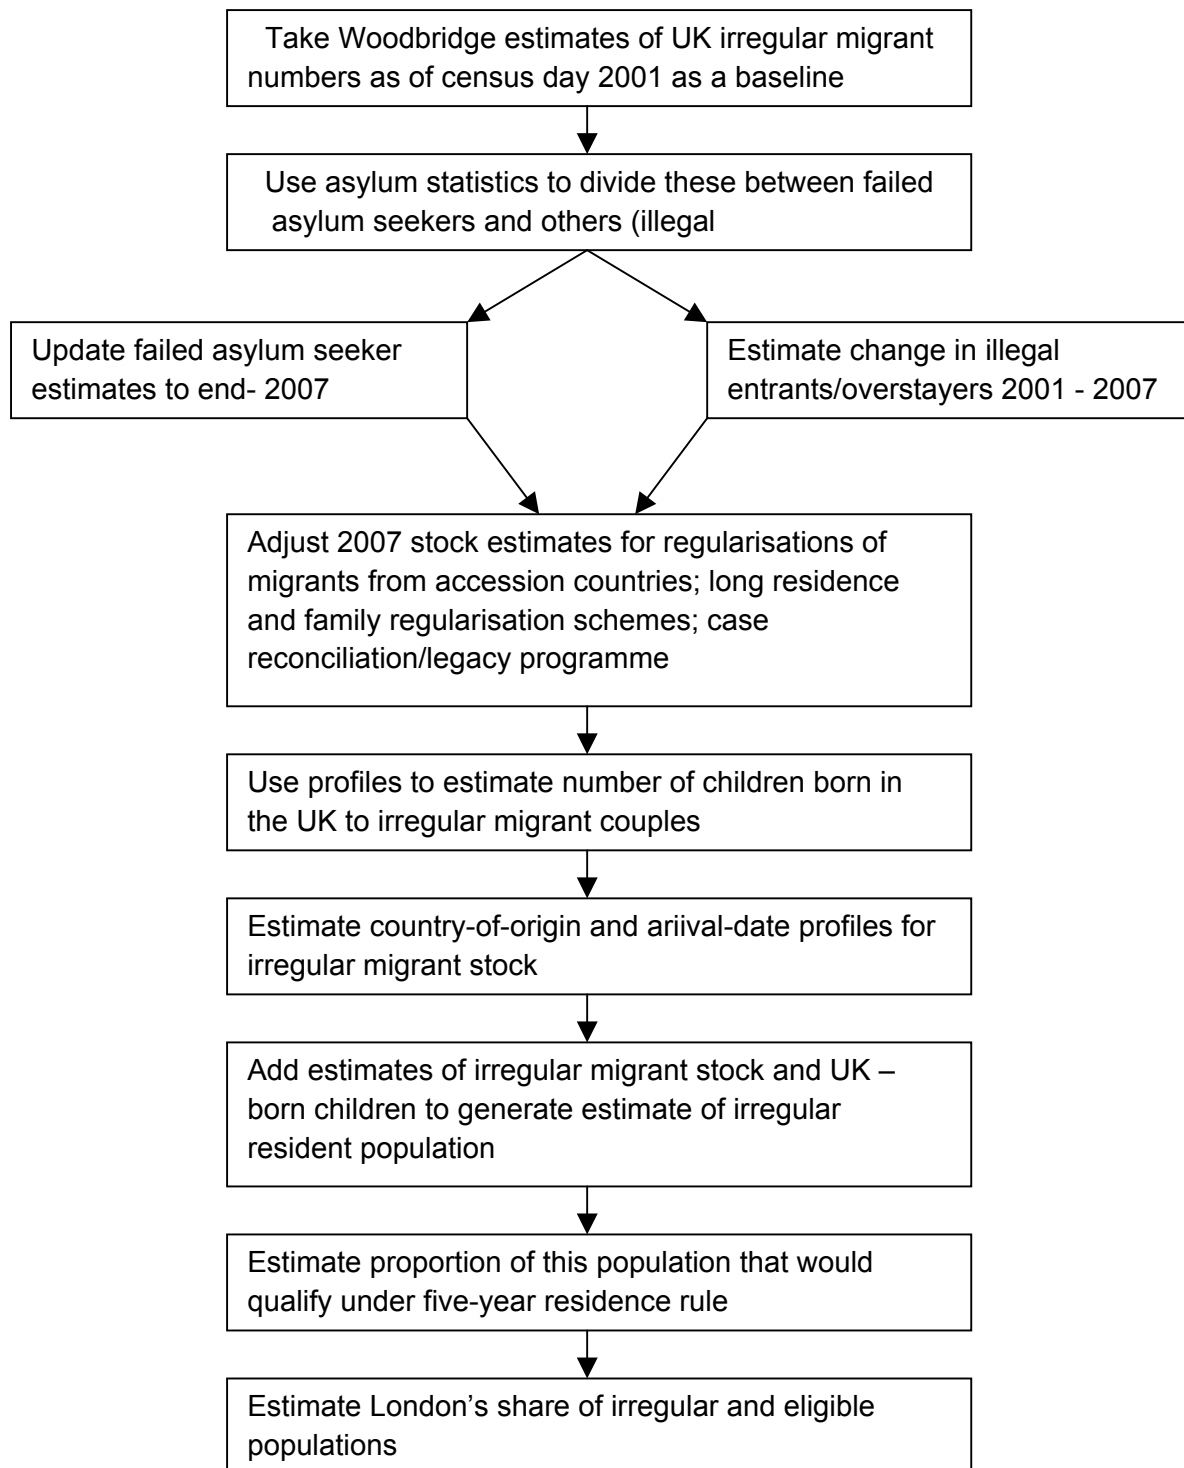 Take Woodbridge estimates of UK irregular migrant
numbers as of census day 2001 as a baseline
Use asylum statistics to divide these between failed
asylum seekers and others (illegal
Update failed asylum seeker
estimates to end- 2007
Estimate change in illegal
entrants/overstayers 2001 - 2007
Adjust 2007 stock estimates for regularisations of
migrants from accession countries; long residence
and family regularisation schemes; case
reconciliation/legacy programme
Use profiles to estimate number of children born in
the UK to irregular migrant couples
Estimate country-of-origin and ariival-date profiles for
irregular migrant stock
Add estimates of irregular migrant stock and UK –
born children to generate estimate of irregular
resident population
Estimate proportion of this population that would
qualify under five-year residence rule
Estimate London’s share of irregular and eligible
populations